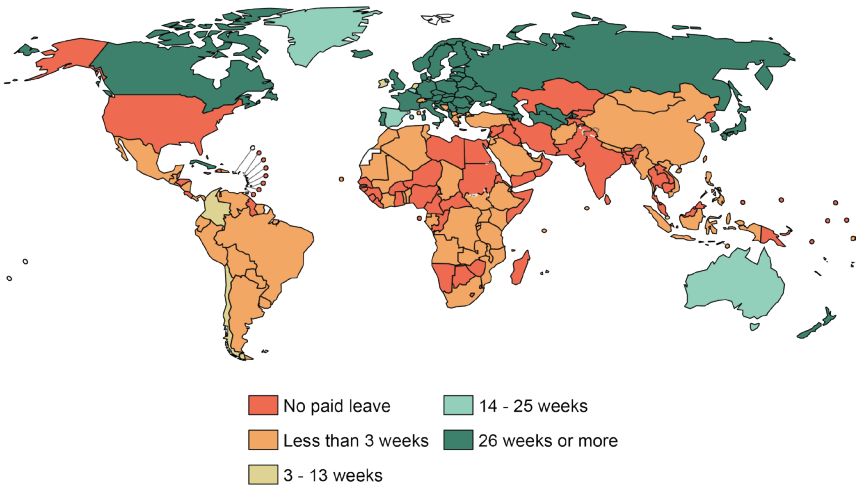 No paid leave
Less than 3 weeks
3 - 13 weeks
14 - 25 weeks
26 weeks or more